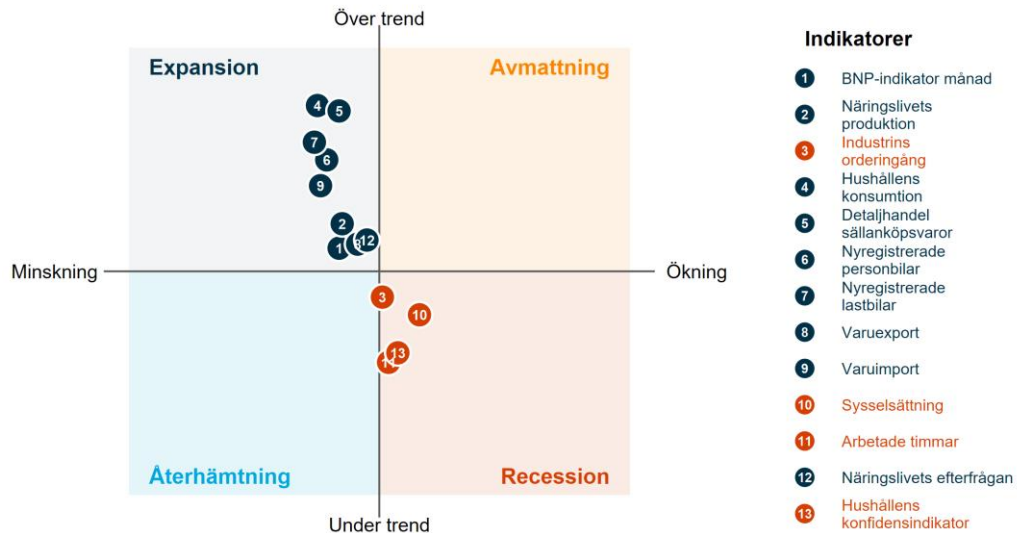 Över trend
Expansion
Avmattning
4
5
7
6
9
2
1
8
12
Minskning
Ökning
3
10
13
11
Återhämtning
Recession
Under trend
Indikatorer
1 BNP-indikator månad
2 Näringslivets
produktion
3 Industrins
orderingång
4 Hushållens
konsumtion
5 Detaljhandel
sällanköpsvaror
6 Nyregistrerade
personbilar
7 Nyregistrerade
lastbilar
8 Varuexport
9 Varuimport
10 Sysselsättning
11 Arbetade timmar
12 Näringslivets efterfrågan
13 Hushållens
konfidensindikator